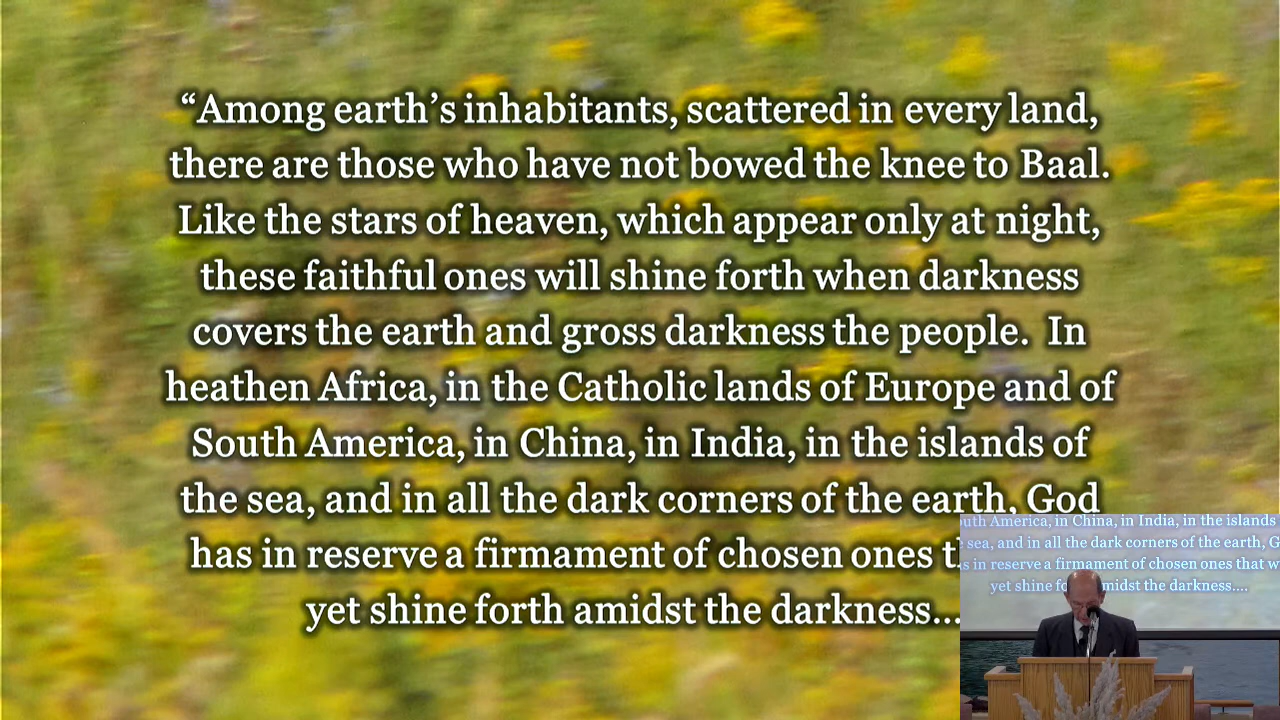 “Among earth’s inhabitants, scattered in every land,
there are those who have not bowed the knee to Baal.
Like the stars of heaven, which appear only at night,
these faithful ones will shine forth when darkness
covers the earth and gross darkness the people.  In
heathen Africa, in the Catholic lands of Europe and of
South America, in China, in India, in the islands of
the sea, and in all the dark corners of the earth, God
has in reserve a firmament of chosen ones
yet shine forth amidst the darkness...
America, in China, in India, in the islands
sea, and in all the dark corners of the earth,
in reserve a firmament of chosen ones that
yet shine amidst the darkness....